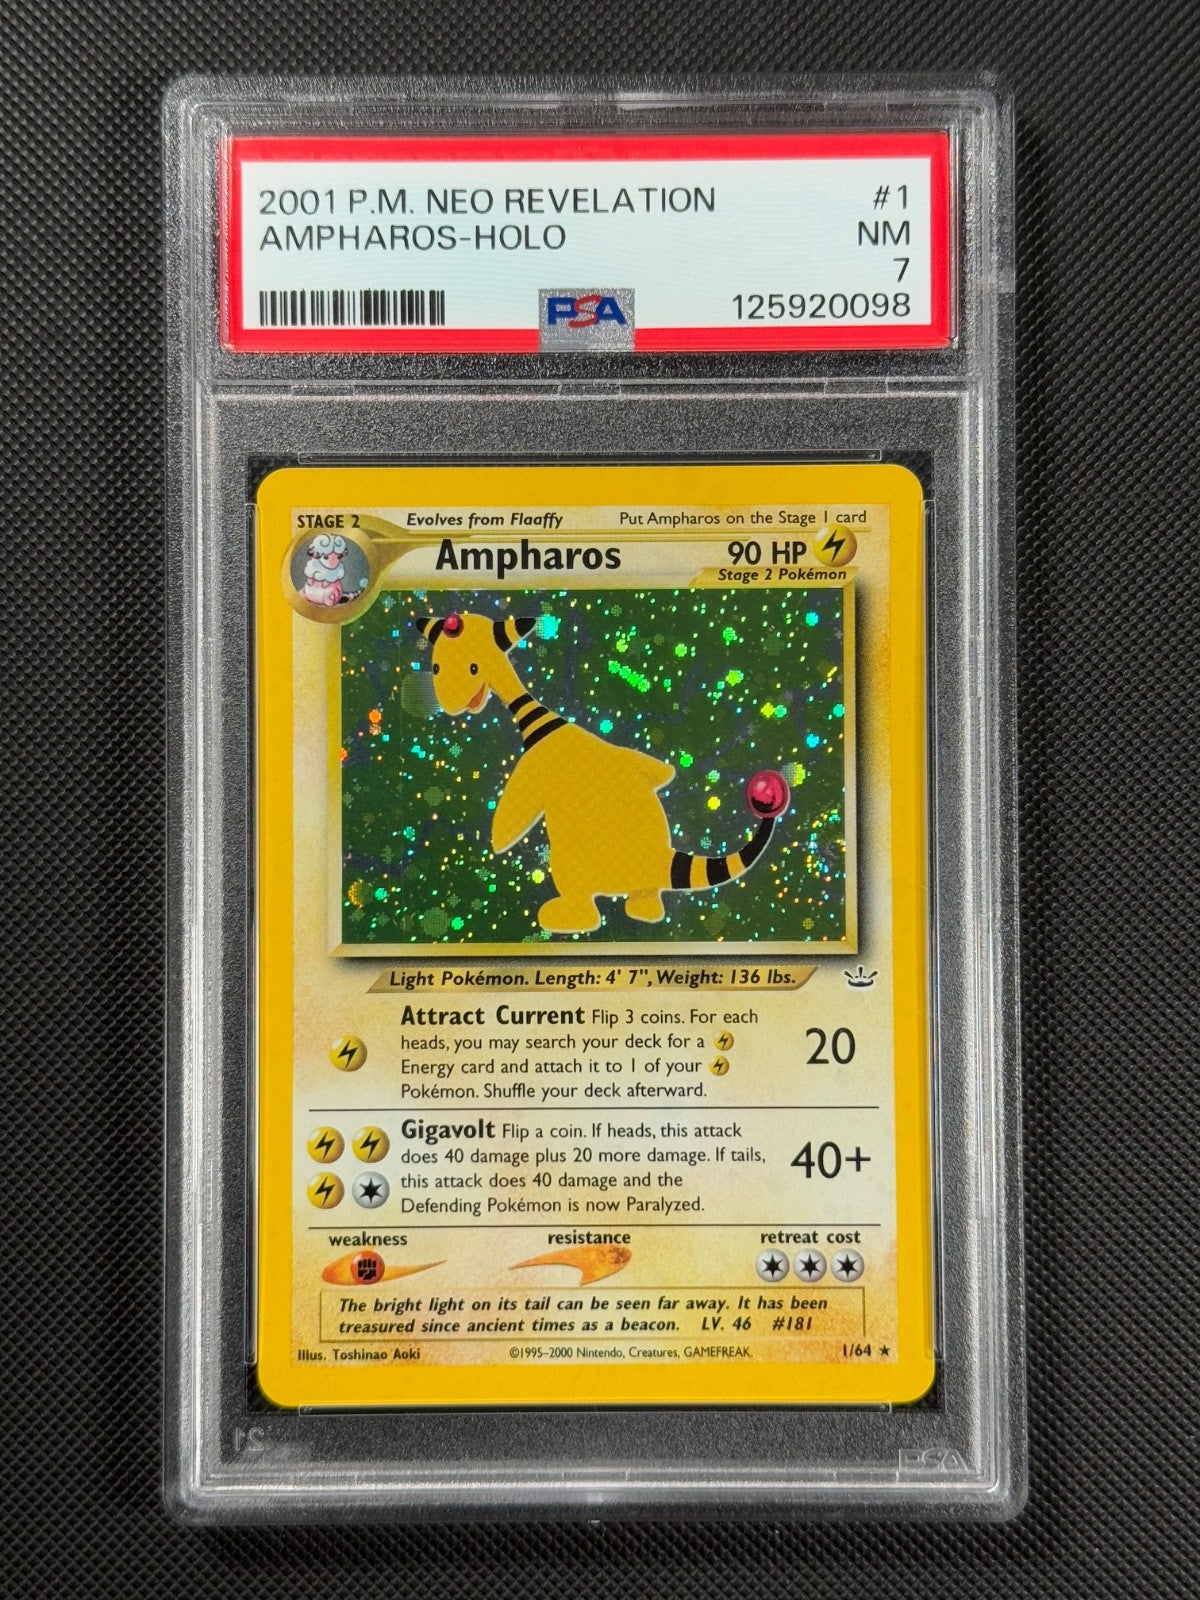 2001 P.M. NEO REVELATION #1
AMPHAROS-HOLO NM
7
PSA 125920098
STAGE 2 Evolves from Flaaffy Put Ampharos on the Stage 1 card
Ampharos 90 HP
Stage 2 Pokémon
Light Pokémon. Length: 4' 7", Weight: 136 lbs.
Attract Current Flip 3 coins. For each
heads, you may search your deck for a
Energy card and attach it to 1 of your
Pokémon. Shuffle your deck afterward.
20
Gigavolt Flip a coin. If heads, this attack
does 40 damage plus 20 more damage. If tails,
this attack does 40 damage and the
Defending Pokémon is now Paralyzed.
40+
weakness resistance retreat cost
The bright light on its tail can be seen far away. It has been
treasured since ancient times as a beacon. LV. 46 #181
Illus. Toshinao Aoki ©1995–2000 Nintendo, Creatures, GAMEFREAK. 1/64 ★
21 PSA